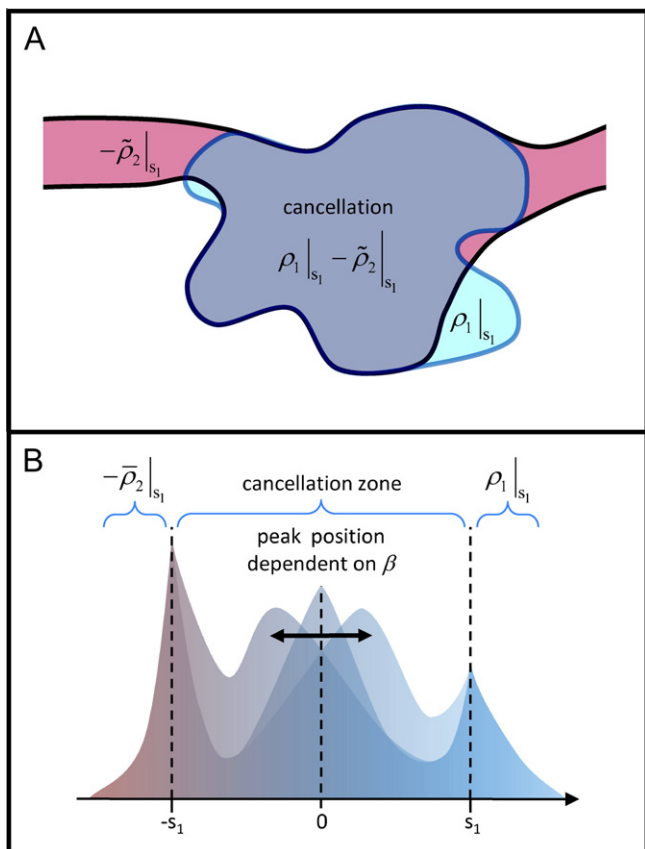 A
−ρ̃₂|s₁
cancellation
ρ₁|s₁ − ρ̃₂|s₁
ρ₁|s₁
B
−ρ̄₂|s₁
cancellation zone
ρ₁|s₁
peak position
dependent on β
-s₁ 0 s₁